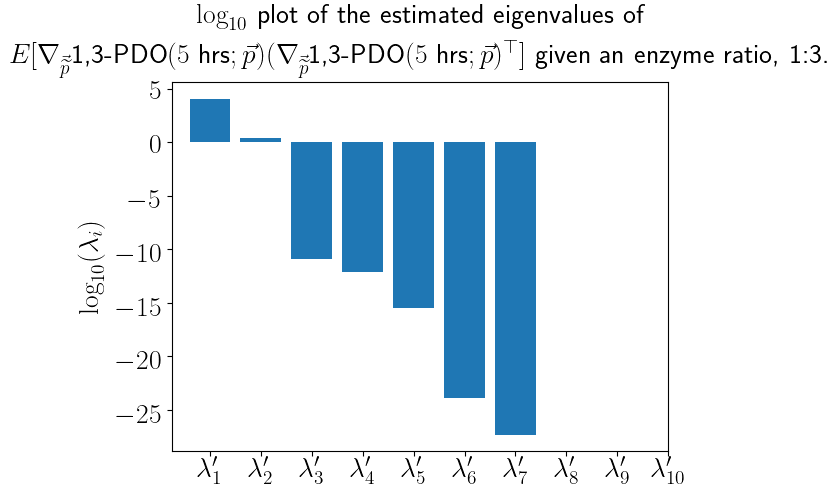 log₁₀ plot of the estimated eigenvalues of
E[∇_p̃⃗ 1,3-PDO(5 hrs; p⃗)(∇_p̃⃗ 1,3-PDO(5 hrs; p⃗)^⊤] given an enzyme ratio, 1:3.
log₁₀(λᵢ)
5
0
−5
−10
−15
−20
−25
λ′₁ λ′₂ λ′₃ λ′₄ λ′₅ λ′₆ λ′₇ λ′₈ λ′₉ λ′₁₀